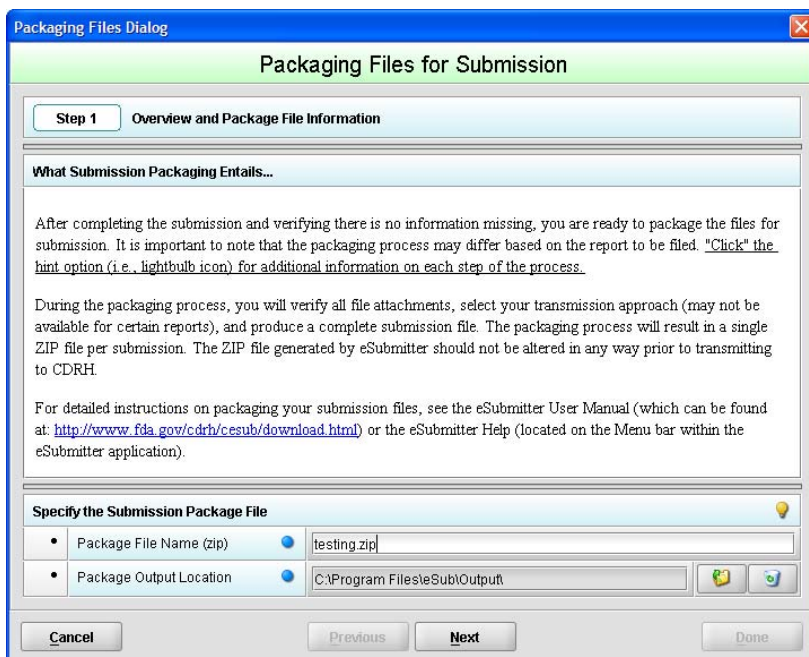 Packaging Files Dialog
Packaging Files for Submission
Step 1 Overview and Package File Information
What Submission Packaging Entails...
After completing the submission and verifying there is no information missing, you are ready to package the files for
submission. It is important to note that the packaging process may differ based on the report to be filed. "Click" the
hint option (i.e., lightbulb icon) for additional information on each step of the process.
During the packaging process, you will verify all file attachments, select your transmission approach (may not be
available for certain reports), and produce a complete submission file. The packaging process will result in a single
ZIP file per submission. The ZIP file generated by eSubmitter should not be altered in any way prior to transmitting
to CDRH.
For detailed instructions on packaging your submission files, see the eSubmitter User Manual (which can be found
at: http://www.fda.gov/cdrh/cesub/download.html) or the eSubmitter Help (located on the Menu bar within the
eSubmitter application).
Specify the Submission Package File
• Package File Name (zip) testing.zip
• Package Output Location C:\Program Files\eSub\Output\
Cancel Previous Next Done